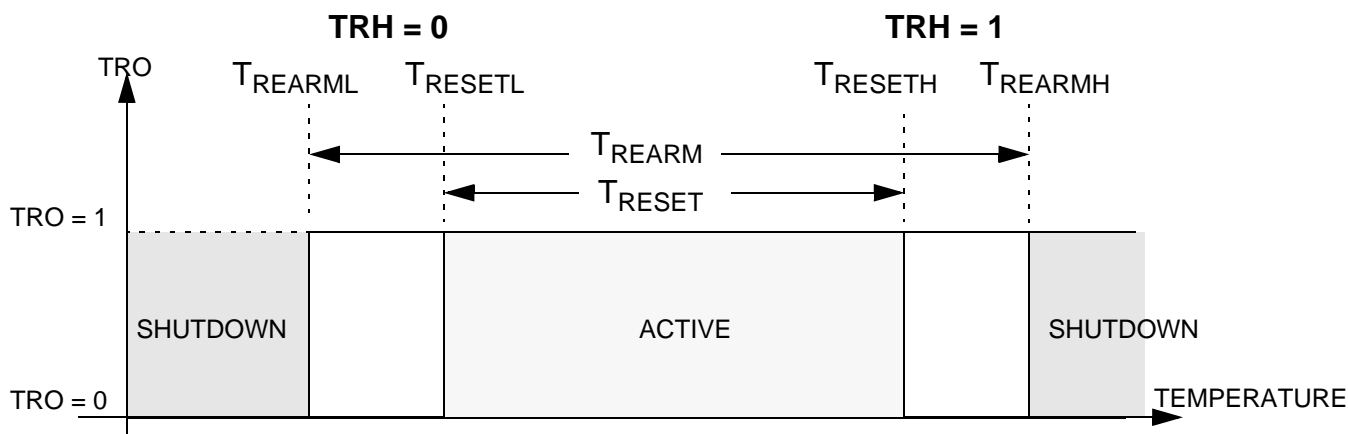 TRH = 0 TRH = 1
TRO TREARML TRESETL TRESETH TREARMH
TREARM
TRESET
TRO = 1
SHUTDOWN ACTIVE SHUTDOWN
TRO = 0
TEMPERATURE